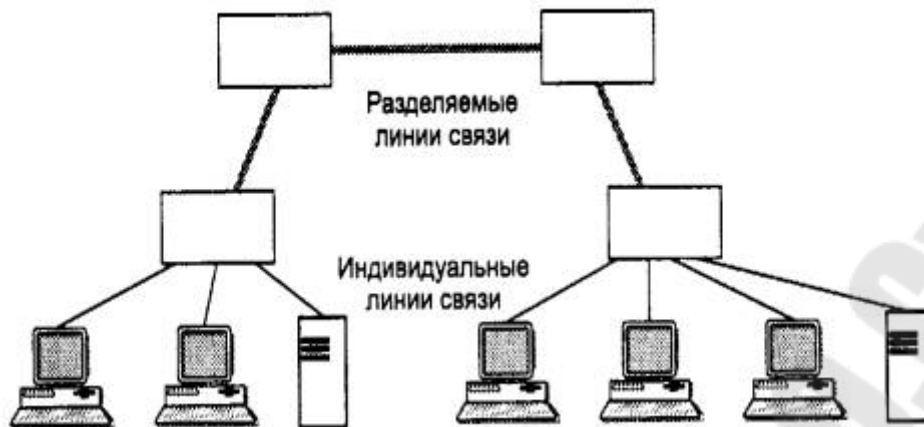 Разделяемые
линии связи
Индивидуальные
линии связи